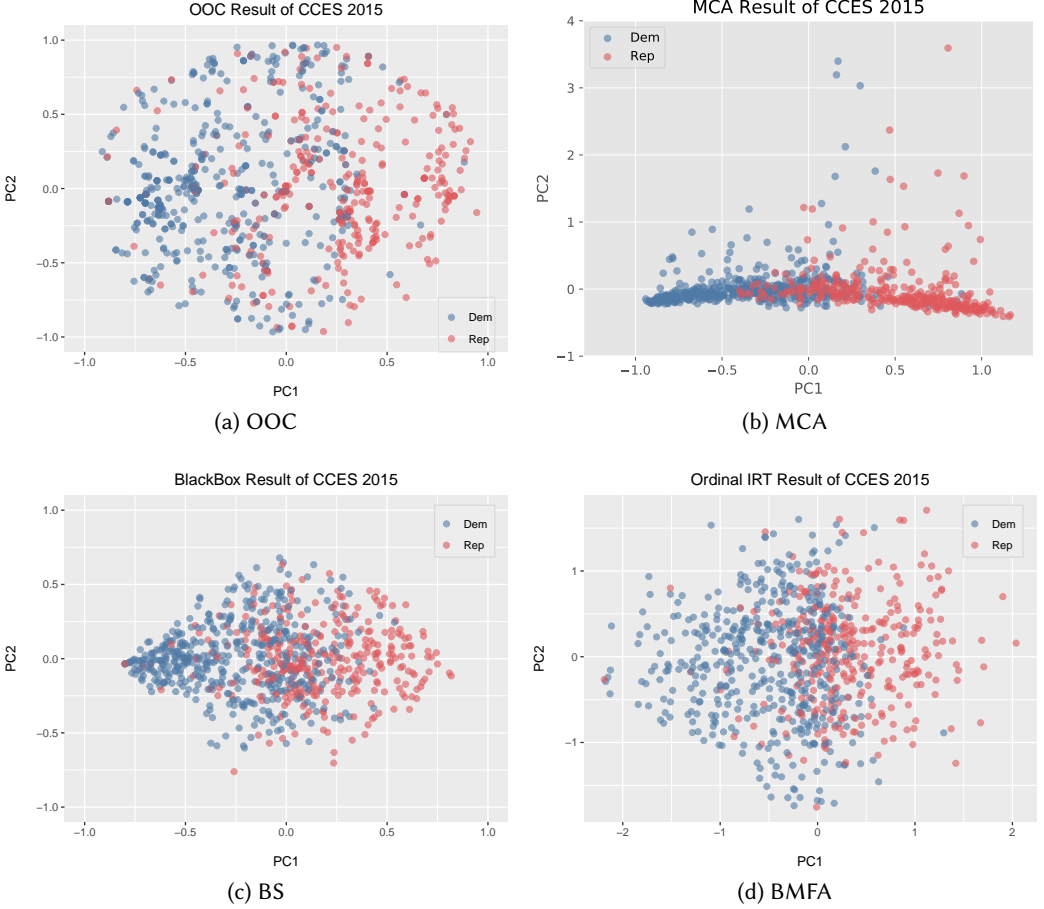 OOC Result of CCES 2015
1.0
0.5
0.0
−0.5
−1.0
PC2
Dem
Rep
−1.0 −0.5 0.0 0.5 1.0
PC1
(a) OOC
MCA Result of CCES 2015
4
3
2
1
0
−1
PC2
Dem
Rep
−1.0 −0.5 0.0 0.5 1.0
PC1
(b) MCA
BlackBox Result of CCES 2015
1.0
0.5
0.0
−0.5
−1.0
PC2
Dem
Rep
−1.0 −0.5 0.0 0.5 1.0
PC1
(c) BS
Ordinal IRT Result of CCES 2015
1
0
−1
PC2
Dem
Rep
−2 −1 0 1 2
PC1
(d) BMFA